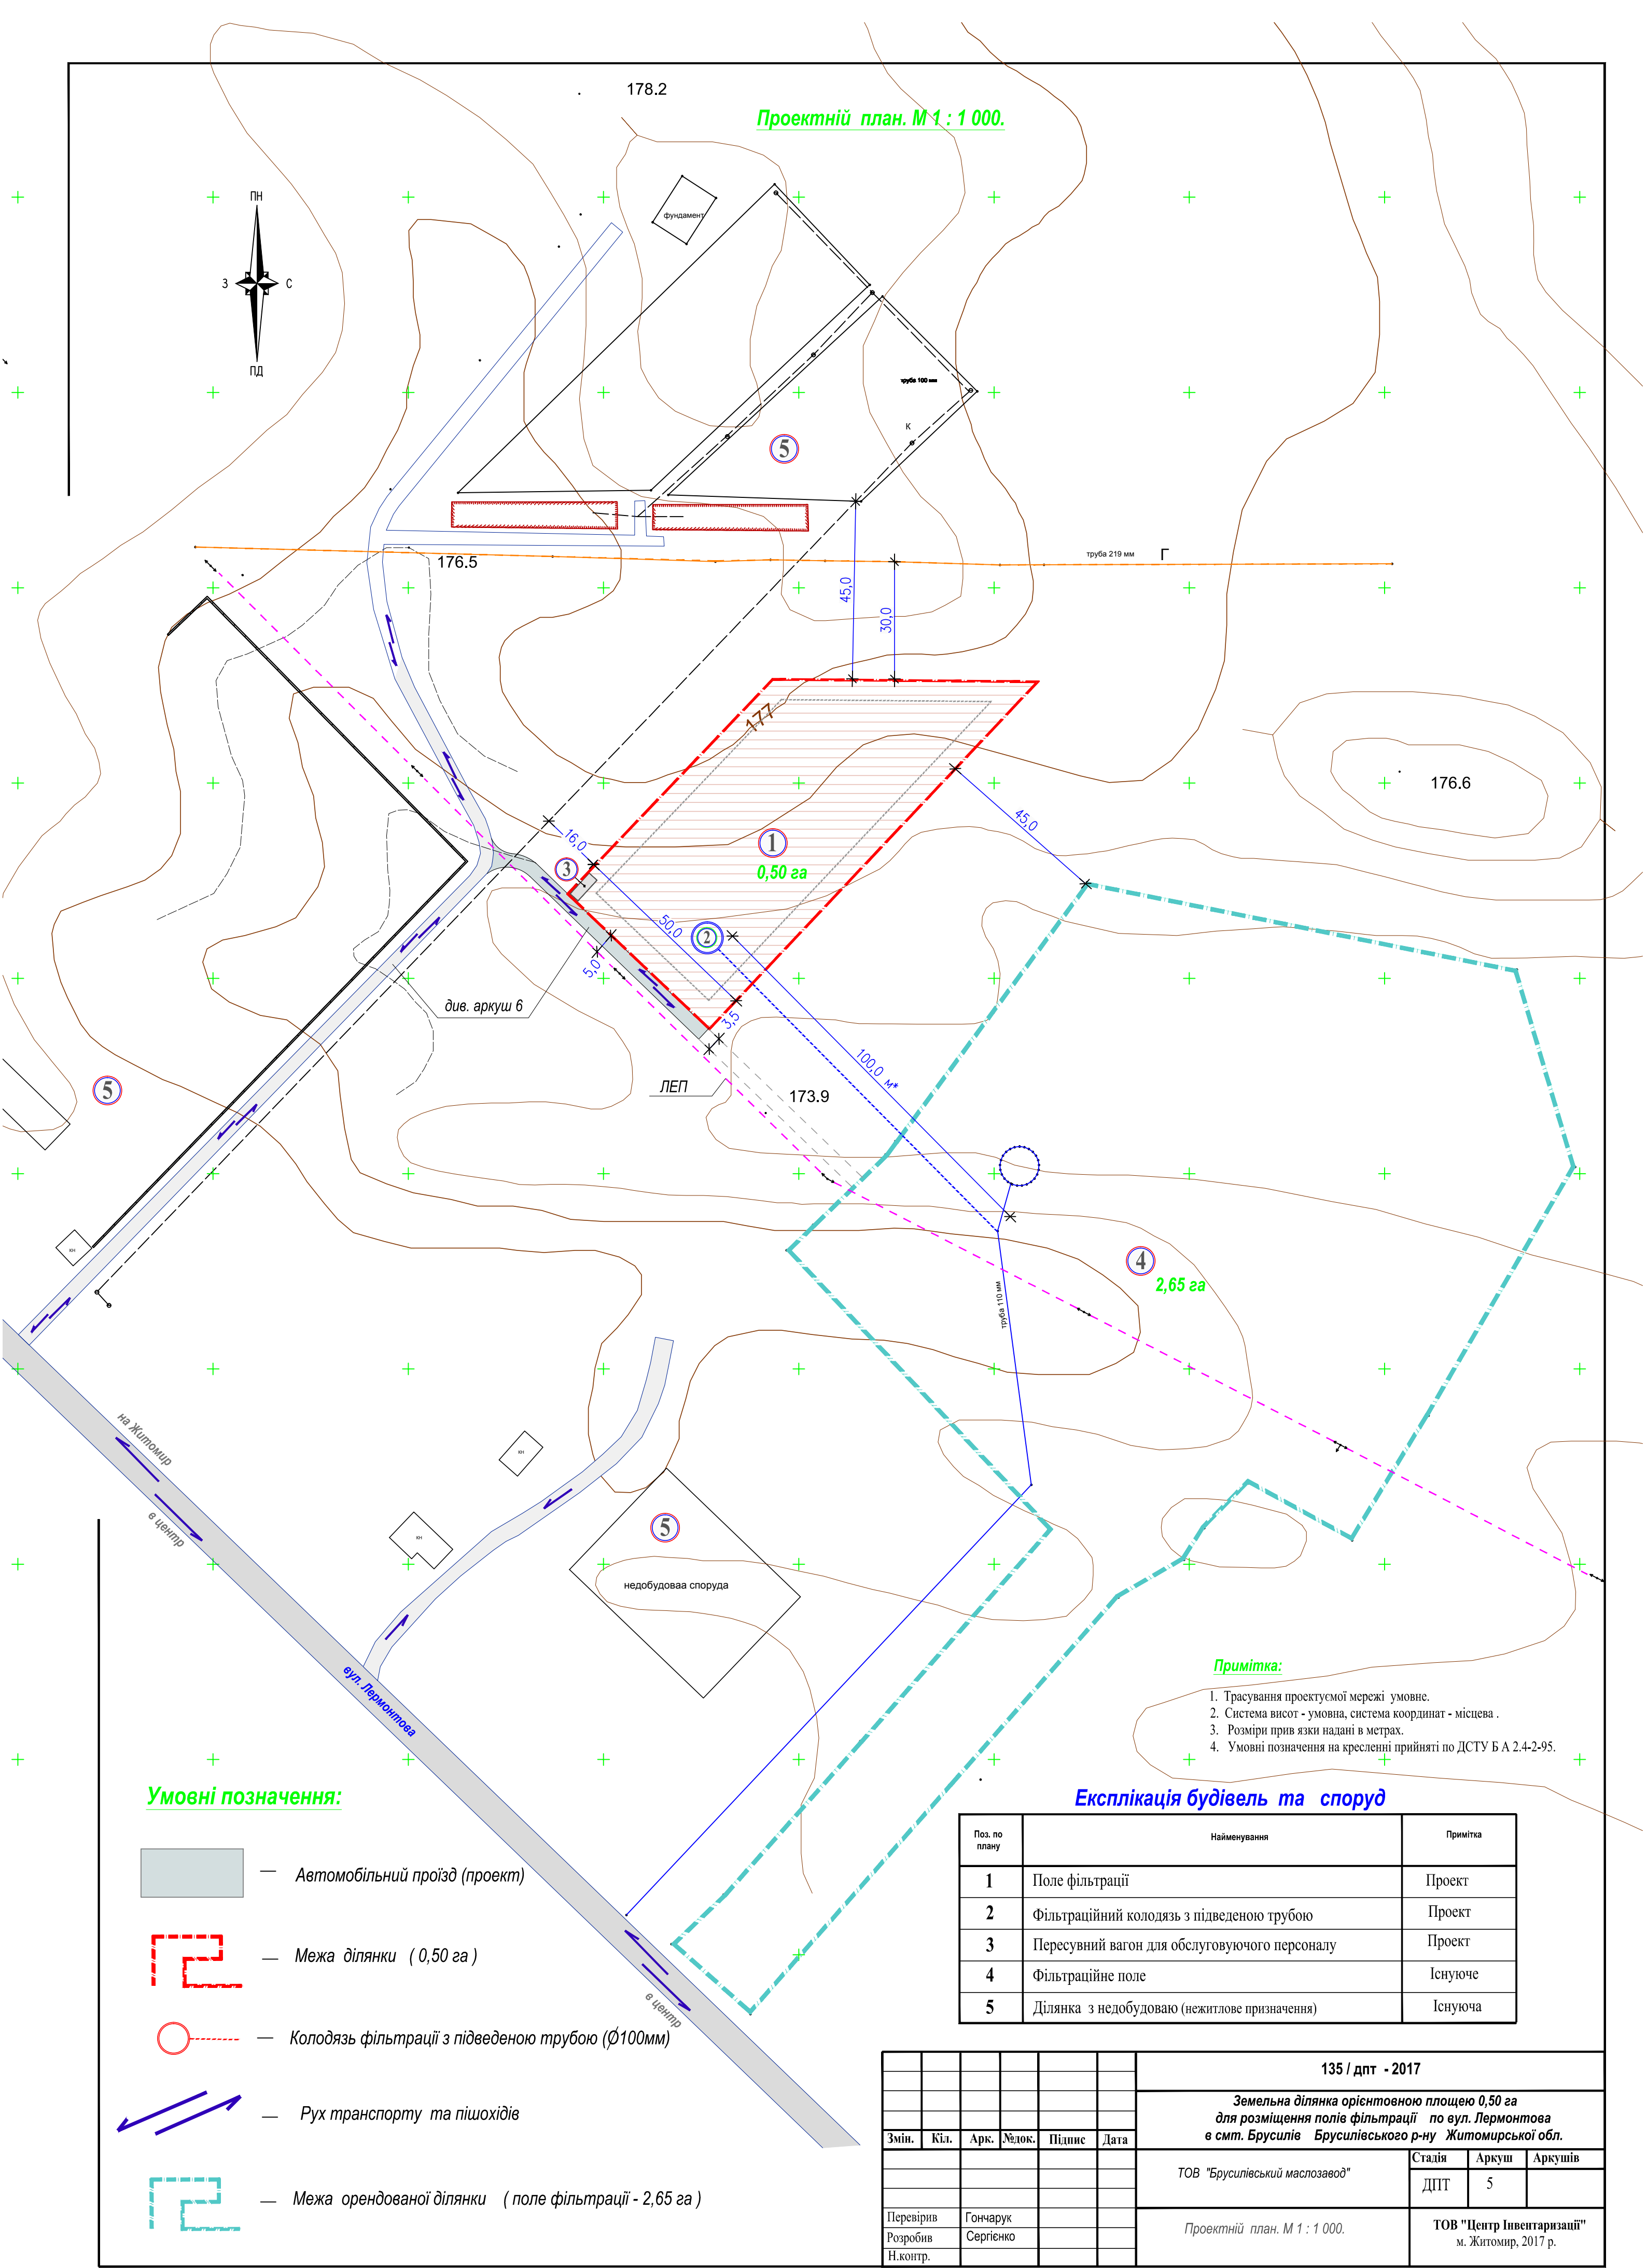 178.2
Проектній план. М 1 : 1 000.
ПН
З
С
ПД
фундамент
труба 100 мм
К
5
176.5
труба 219 мм
Г
45,0
30,0
177
176.6
45,0
16,0
1
0,50 га
3
50,0
2
5,0
див. аркуш 6
3,5
100,0 м*
ЛЕП
173.9
5
кн
4
2,65 га
труба 110 мм
на Житомир
в центр
кн
кн
5
недобудоваа споруда
вул. Лермонтова
в центр
Примітка:
1. Трасування проектуємої мережі умовне.
2. Система висот - умовна, система координат - місцева .
3. Розміри прив язки надані в метрах.
4. Умовні позначення на кресленні прийняті по ДСТУ Б А 2.4-2-95.
Умовні позначення:
— Автомобільний проїзд (проект)
— Межа ділянки ( 0,50 га )
— Колодязь фільтрації з підведеною трубою (Ø100мм)
— Рух транспорту та пішохідів
— Межа орендованої ділянки ( поле фільтрації - 2,65 га )
Експлікація будівель та споруд
Поз. по плану Найменування Примітка
1 Поле фільтрації Проект
2 Фільтраційний колодязь з підведеною трубою Проект
3 Пересувний вагон для обслуговуючого персоналу Проект
4 Фільтраційне поле Існуюче
5 Ділянка з недобудоваю (нежитлове призначення) Існуюча
135 / дпт - 2017
Земельна ділянка орієнтовною площею 0,50 га
для розміщення полів фільтрації по вул. Лермонтова
в смт. Брусилів Брусилівського р-ну Житомирської обл.
Змін. Кіл. Арк. №док. Підпис Дата
ТОВ "Брусилівський маслозавод"
Стадія Аркуш Аркушів
ДПТ 5
Перевірив Гончарук
Розробив Сергієнко
Н.контр.
Проектній план. М 1 : 1 000.
ТОВ "Центр Інвентаризації"
м. Житомир, 2017 р.